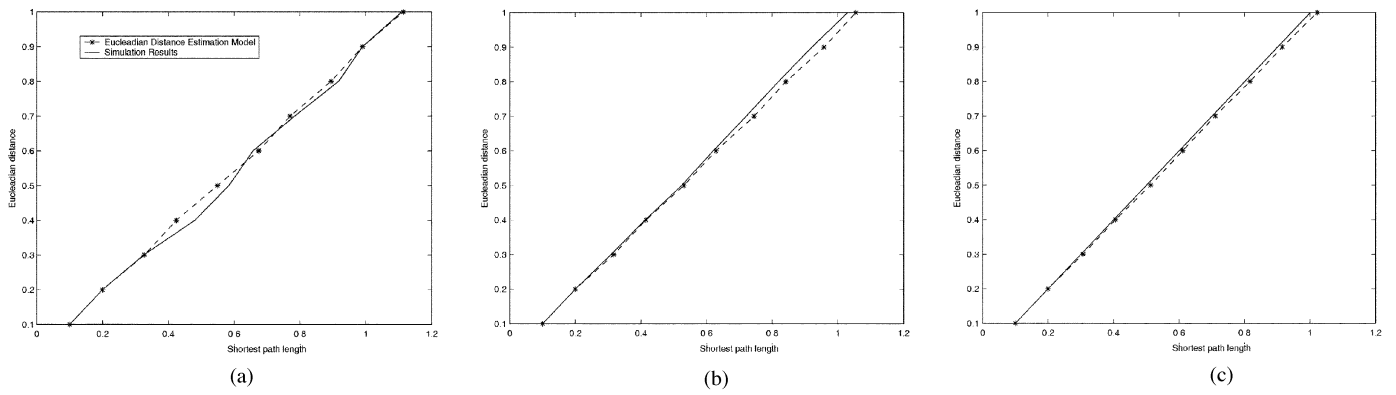 1
0.9
0.8
0.7
0.6
0.5
0.4
0.3
0.2
0.1
Eucleadian distance
Eucleadian Distance Estimation Model
Simulation Results
0 0.2 0.4 0.6 0.8 1 1.2
Shortest path length
(a)
1
0.9
0.8
0.7
0.6
0.5
0.4
0.3
0.2
0.1
Eucleadian distance
0 0.2 0.4 0.6 0.8 1 1.2
Shortest path length
(b)
1
0.9
0.8
0.7
0.6
0.5
0.4
0.3
0.2
0.1
Eucleadian distance
0 0.2 0.4 0.6 0.8 1 1.2
Shortest path length
(c)